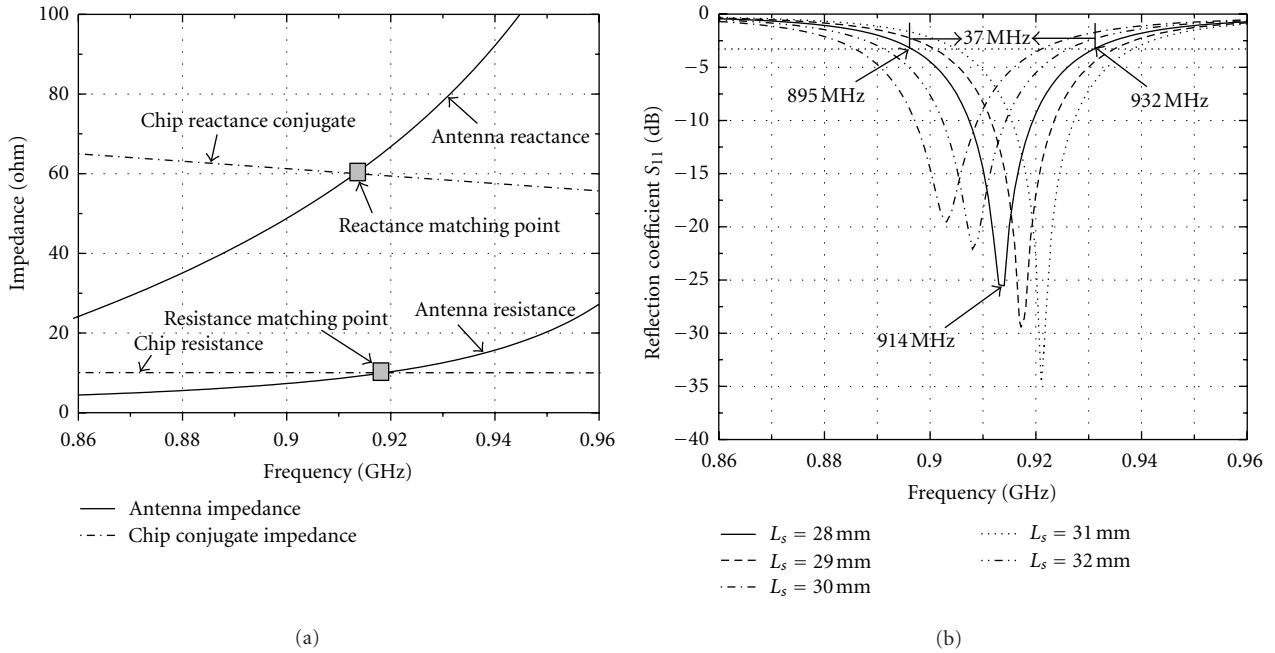 100
80
60
40
20
0
Impedance (ohm)
Chip reactance conjugate
Antenna reactance
Reactance matching point
Resistance matching point
Antenna resistance
Chip resistance
0.86
0.88
0.9
0.92
0.94
0.96
Frequency (GHz)
Antenna impedance
Chip conjugate impedance
(a)
0
−5
−10
−15
−20
−25
−30
−35
−40
Reflection coefficient S11 (dB)
37 MHz
895 MHz
932 MHz
914 MHz
0.86
0.88
0.9
0.92
0.94
0.96
Frequency (GHz)
Ls = 28 mm
Ls = 29 mm
Ls = 30 mm
Ls = 31 mm
Ls = 32 mm
(b)